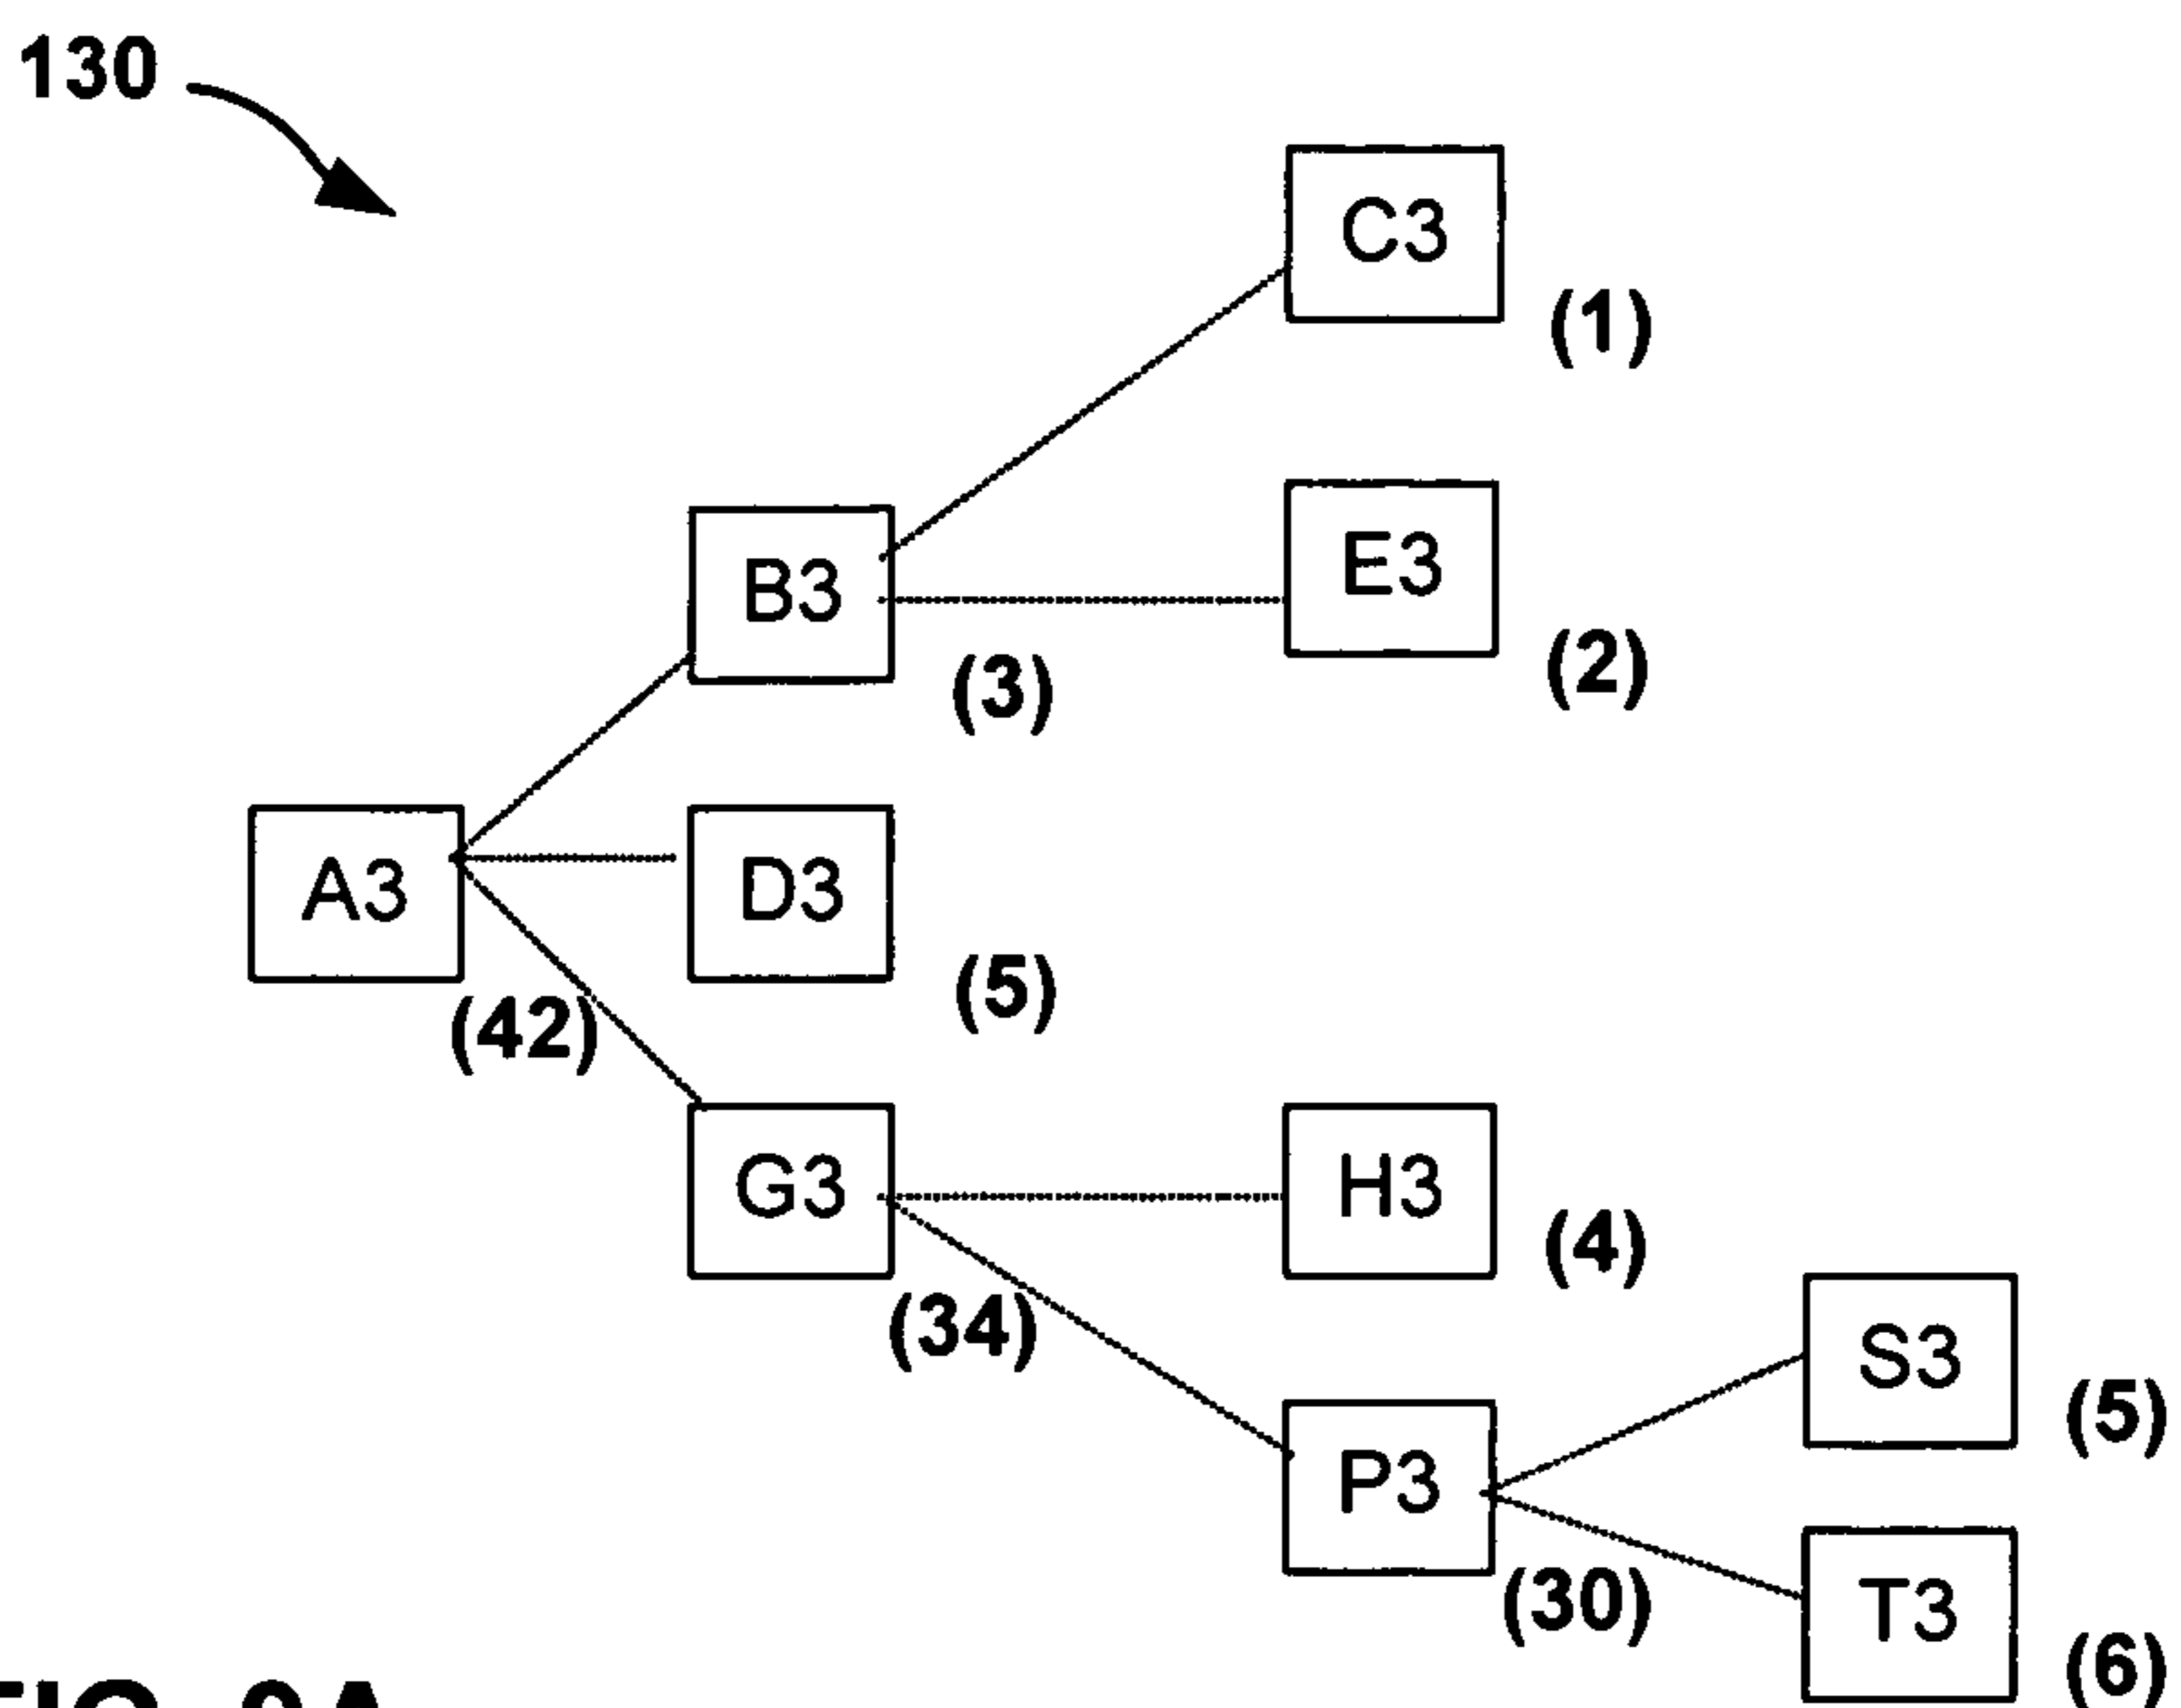 130
C3
(1)
B3
E3
(3)
(2)
A3
D3
(42)
(5)
G3
H3
(34)
(4)
S3
P3
(5)
(30)
T3
(6)